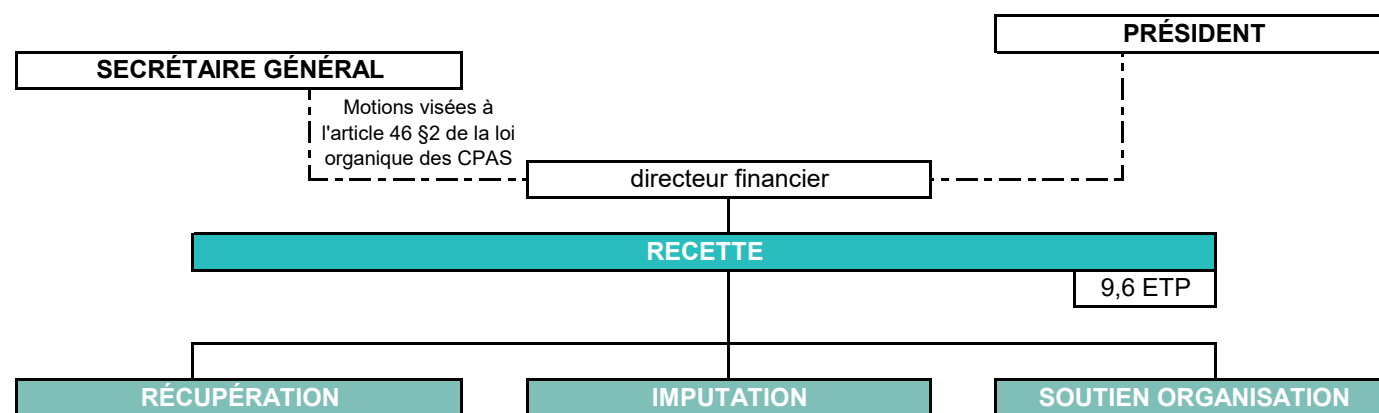 PRÉSIDENT
SECRÉTAIRE GÉNÉRAL
Motions visées à
l'article 46 §2 de la loi
organique des CPAS
directeur financier
RECETTE
9,6 ETP
RÉCUPÉRATION
IMPUTATION
SOUTIEN ORGANISATION